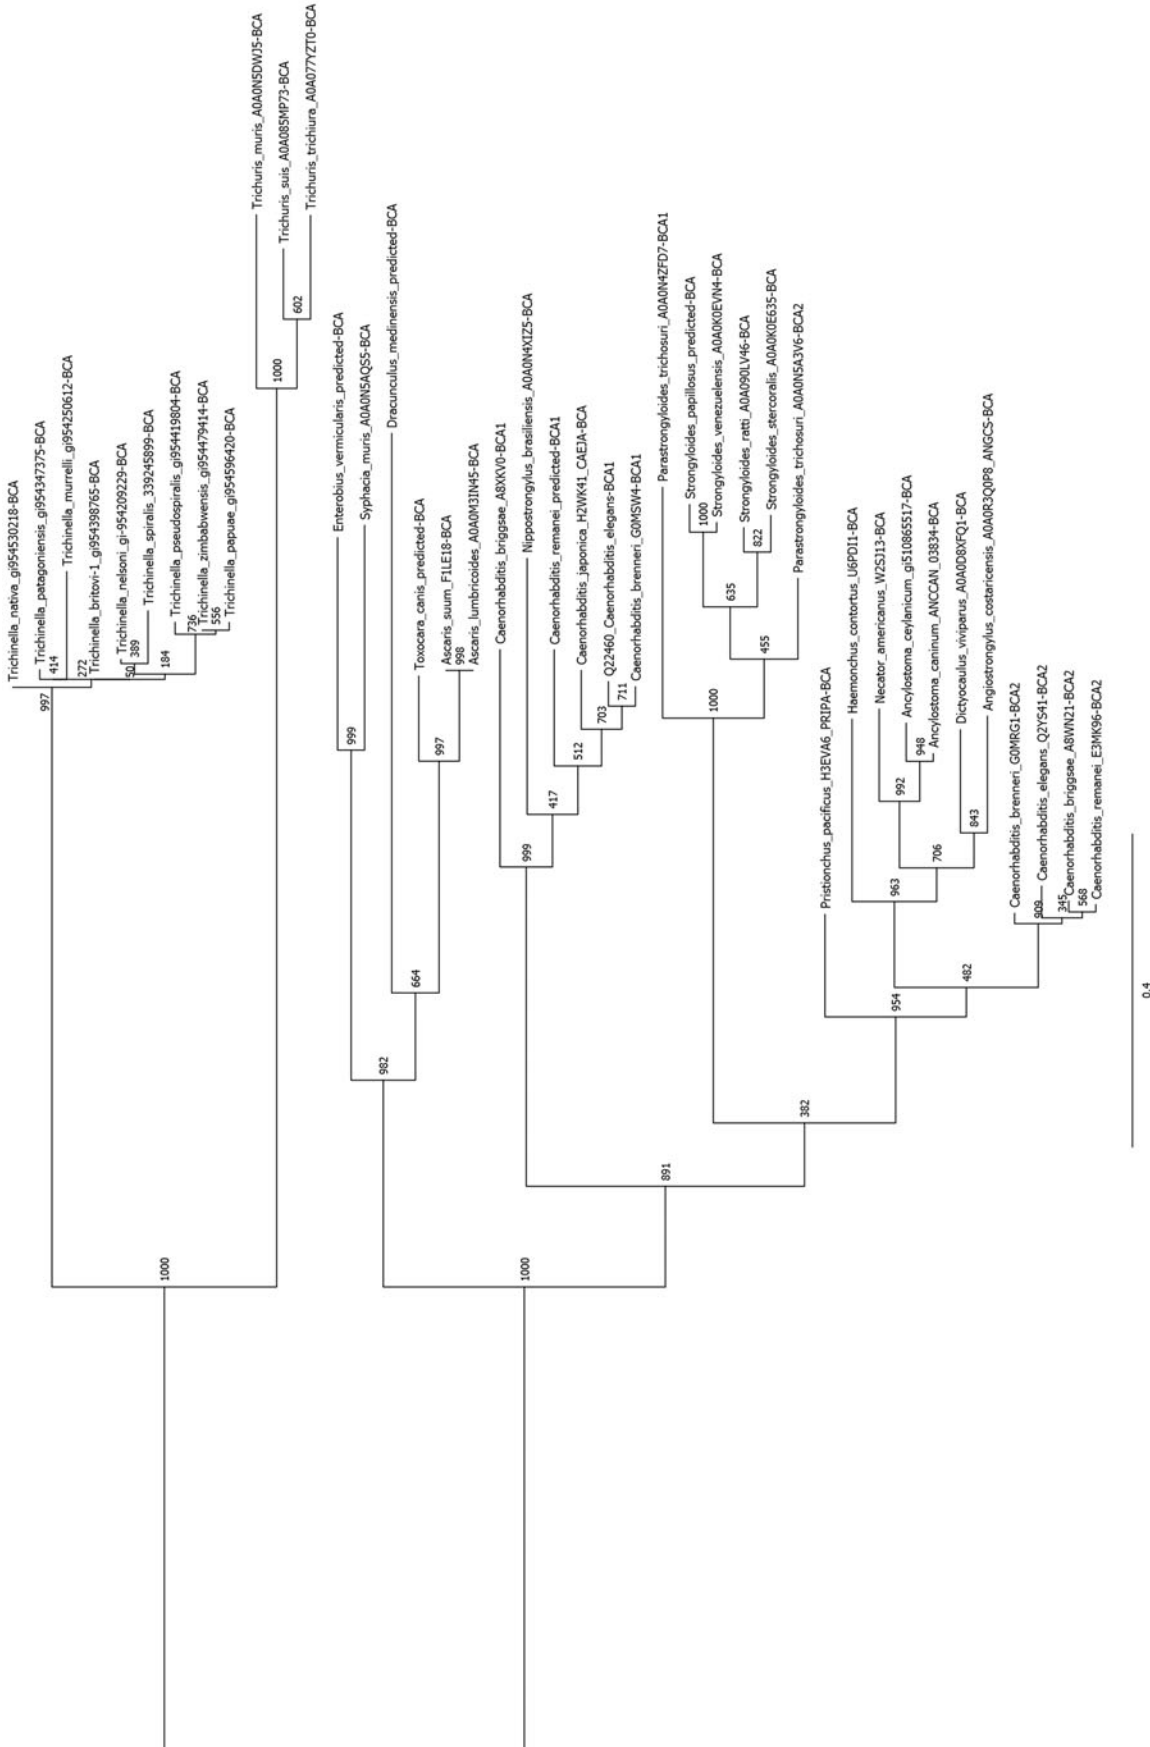 Trichinella_nativa_gi954530218-BCA
997
Trichinella_patagoniensis_gi954347375-BCA
414
Trichinella_murrelli_gi954250612-BCA
272
Trichinella_britovi-1_gi954398765-BCA
50
Trichinella_nelsoni_gi-954209229-BCA
389
Trichinella_spiralis_339245899-BCA
184
Trichinella_pseudospiralis_gi954419804-BCA
736
Trichinella_zimbabwensis_gi954479414-BCA
556
Trichinella_papuae_gi954596420-BCA
1000
Trichuris_muris_A0A0N5DWJ5-BCA
1000
Trichuris_suis_A0A085MP73-BCA
602
Trichuris_trichiura_A0A077YZT0-BCA
Enterobius_vermicularis_predicted-BCA
999
Syphacia_muris_A0A0N5AQS5-BCA
982
Dracunculus_medinensis_predicted-BCA
664
Toxocara_canis_predicted-BCA
997
Ascaris_suum_F1LE18-BCA
998
Ascaris_lumbricoides_A0A0M3IN45-BCA
1000
Caenorhabditis_briggsae_A8XKV0-BCA1
999
Nippostrongylus_brasiliensis_A0A0N4XIZ5-BCA
417
Caenorhabditis_remanei_predicted-BCA1
512
Caenorhabditis_japonica_H2WK41_CAEJA-BCA
703
Q22460_Caenorhabditis_elegans-BCA1
711
Caenorhabditis_brenneri_G0MSW4-BCA1
891
Parastrongyloides_trichosuri_A0A0N4ZFD7-BCA1
1000
Strongyloides_papillosus_predicted-BCA
1000
Strongyloides_venezuelensis_A0A0K0EVN4-BCA
635
Strongyloides_ratti_A0A090LV46-BCA
822
Strongyloides_stercoralis_A0A0K0E635-BCA
455
Parastrongyloides_trichosuri_A0A0N5A3V6-BCA2
382
Pristionchus_pacificus_H3EVA6_PRIPA-BCA
954
Haemonchus_contortus_U6PDI1-BCA
963
Necator_americanus_W2SJ13-BCA
992
Ancylostoma_ceylanicum_gi510865517-BCA
948
Ancylostoma_caninum_ANCCAN_03834-BCA
706
Dictyocaulus_viviparus_A0A0D8XFQ1-BCA
843
Angiostrongylus_costaricensis_A0A0R3Q0P8_ANGCS-BCA
482
Caenorhabditis_brenneri_G0MRG1-BCA2
909
Caenorhabditis_elegans_Q2YS41-BCA2
345
Caenorhabditis_briggsae_A8WN21-BCA2
568
Caenorhabditis_remanei_E3MK96-BCA2
0.4